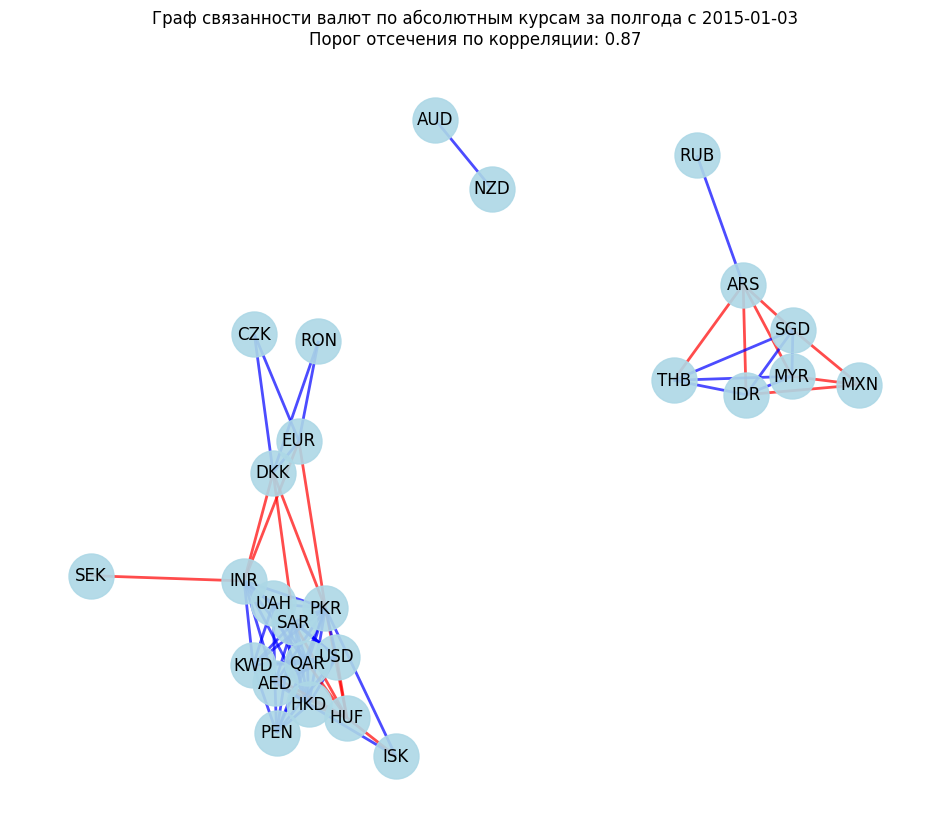 Граф связанности валют по абсолютным курсам за полгода с 2015-01-03
Порог отсечения по корреляции: 0.87
AUD
RUB
NZD
ARS
SGD
CZK
RON
THB
MYR
MXN
IDR
EUR
DKK
SEK
INR
UAH
PKR
SAR
KWD
QAR
USD
AED
HKD
HUF
PEN
ISK